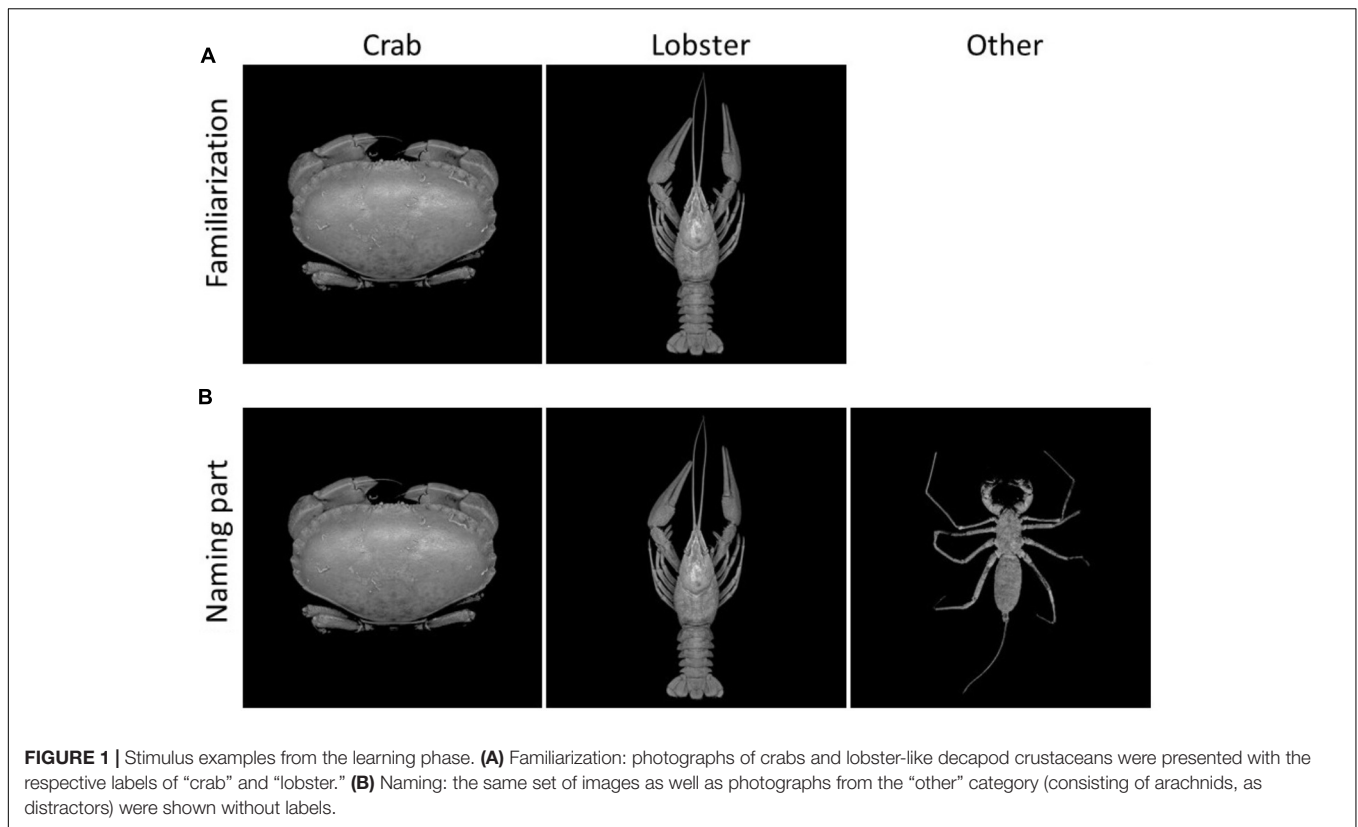 Crab Lobster Other
A
Familiarization
B
Naming part
FIGURE 1 | Stimulus examples from the learning phase. (A) Familiarization: photographs of crabs and lobster-like decapod crustaceans were presented with the
respective labels of “crab” and “lobster.” (B) Naming: the same set of images as well as photographs from the “other” category (consisting of arachnids, as
distractors) were shown without labels.